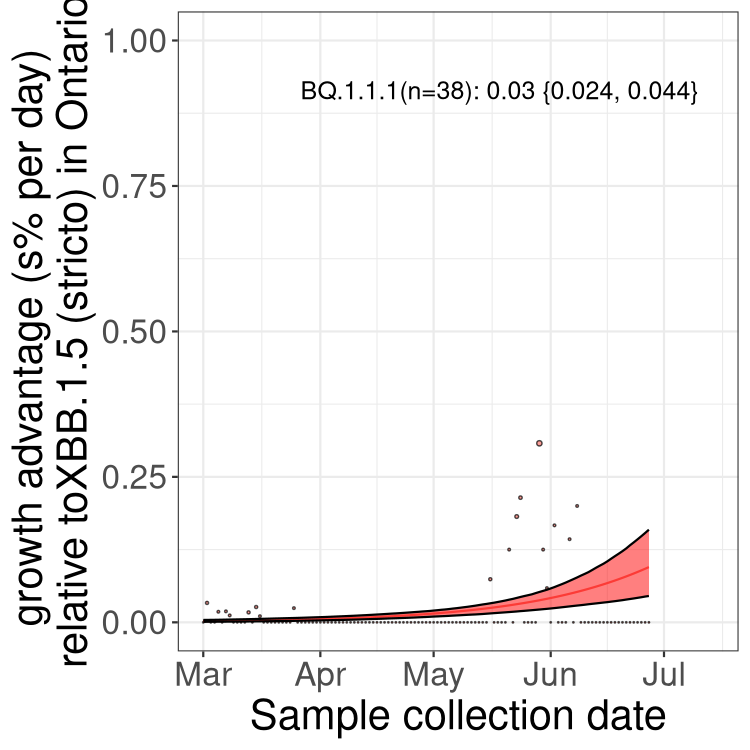 growth advantage (s% per day)
relative toXBB.1.5 (stricto) in Ontario
1.00
0.75
0.50
0.25
0.00
BQ.1.1.1(n=38): 0.03 {0.024, 0.044}
Mar Apr May Jun Jul
Sample collection date